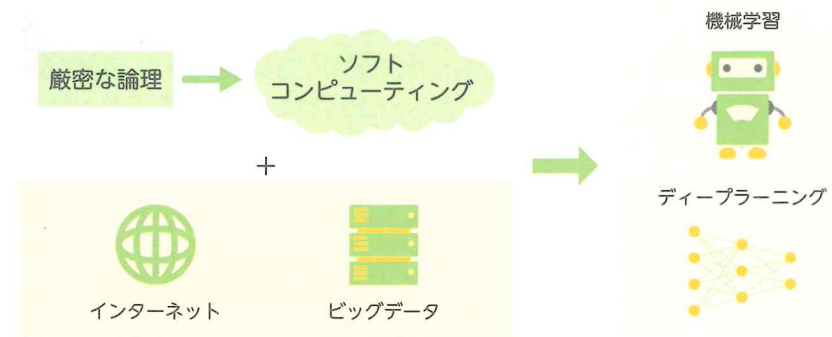 厳密な論理
ソフト
コンピューティング
+
インターネット
ビッグデータ
機械学習
ディープラーニング